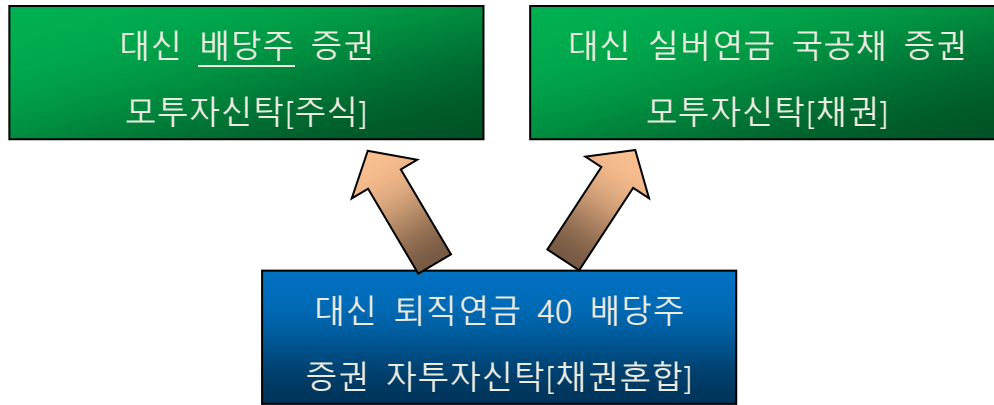 대신 배당주 증권
모투자신탁[주식]
대신 실버연금 국공채 증권
모투자신탁[채권]
대신 퇴직연금 40 배당주
증권 자투자신탁[채권혼합]